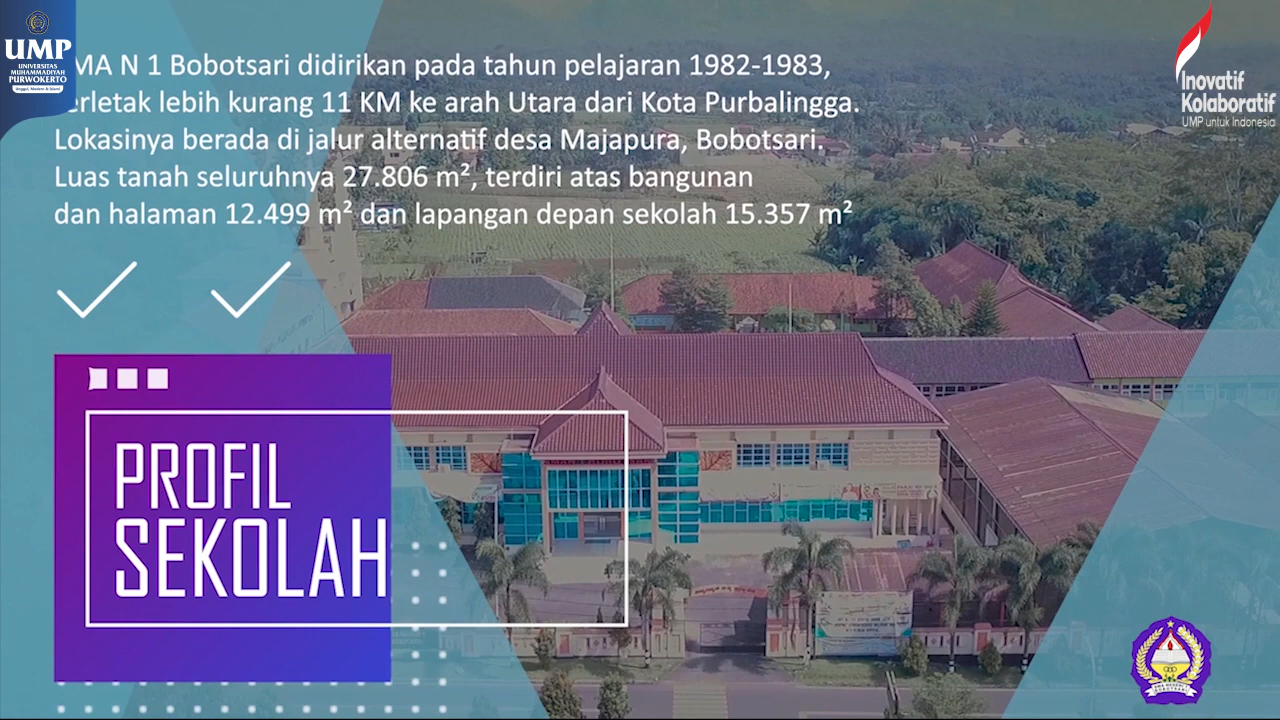 UMP
UNIVERSITAS
MUHAMMADIYAH
PURWOKERTO
Unggul, Modern & Islami
MA N 1 Bobotsari didirikan pada tahun pelajaran 1982-1983,
erletak lebih kurang 11 KM ke arah Utara dari Kota Purbalingga.
Lokasinya berada di jalur alternatif desa Majapura, Bobotsari.
Luas tanah seluruhnya 27.806 m², terdiri atas bangunan
dan halaman 12.499 m² dan lapangan depan sekolah 15.357 m²
Inovatif
Kolaboratif
UMP untuk Indonesia
PROFIL
SEKOLAH